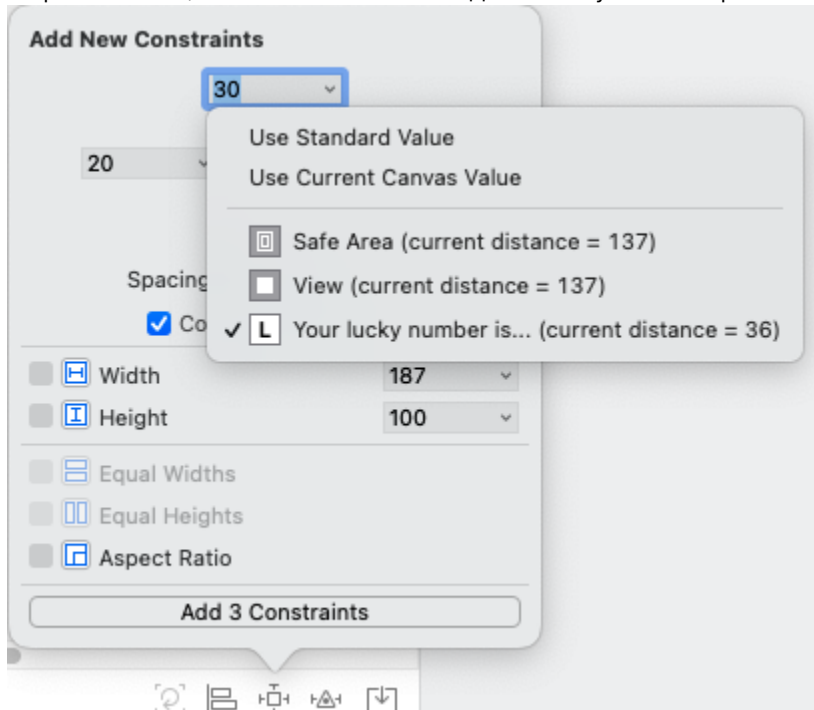 Add New Constraints
30
Use Standard Value
20
Use Current Canvas Value
Safe Area (current distance = 137)
Spacing
View (current distance = 137)
Co
L Your lucky number is... (current distance = 36)
Width 187
Height 100
Equal Widths
Equal Heights
Aspect Ratio
Add 3 Constraints